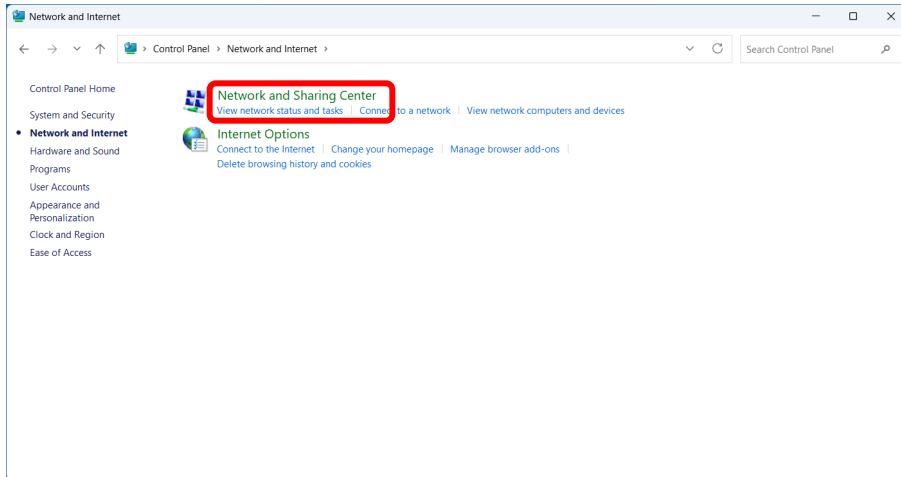 Network and Internet
Control Panel > Network and Internet >
Search Control Panel
Control Panel Home
System and Security
Network and Internet
Hardware and Sound
Programs
User Accounts
Appearance and
Personalization
Clock and Region
Ease of Access
Network and Sharing Center
View network status and tasks | Connect to a network | View network computers and devices
Internet Options
Connect to the Internet | Change your homepage | Manage browser add-ons |
Delete browsing history and cookies